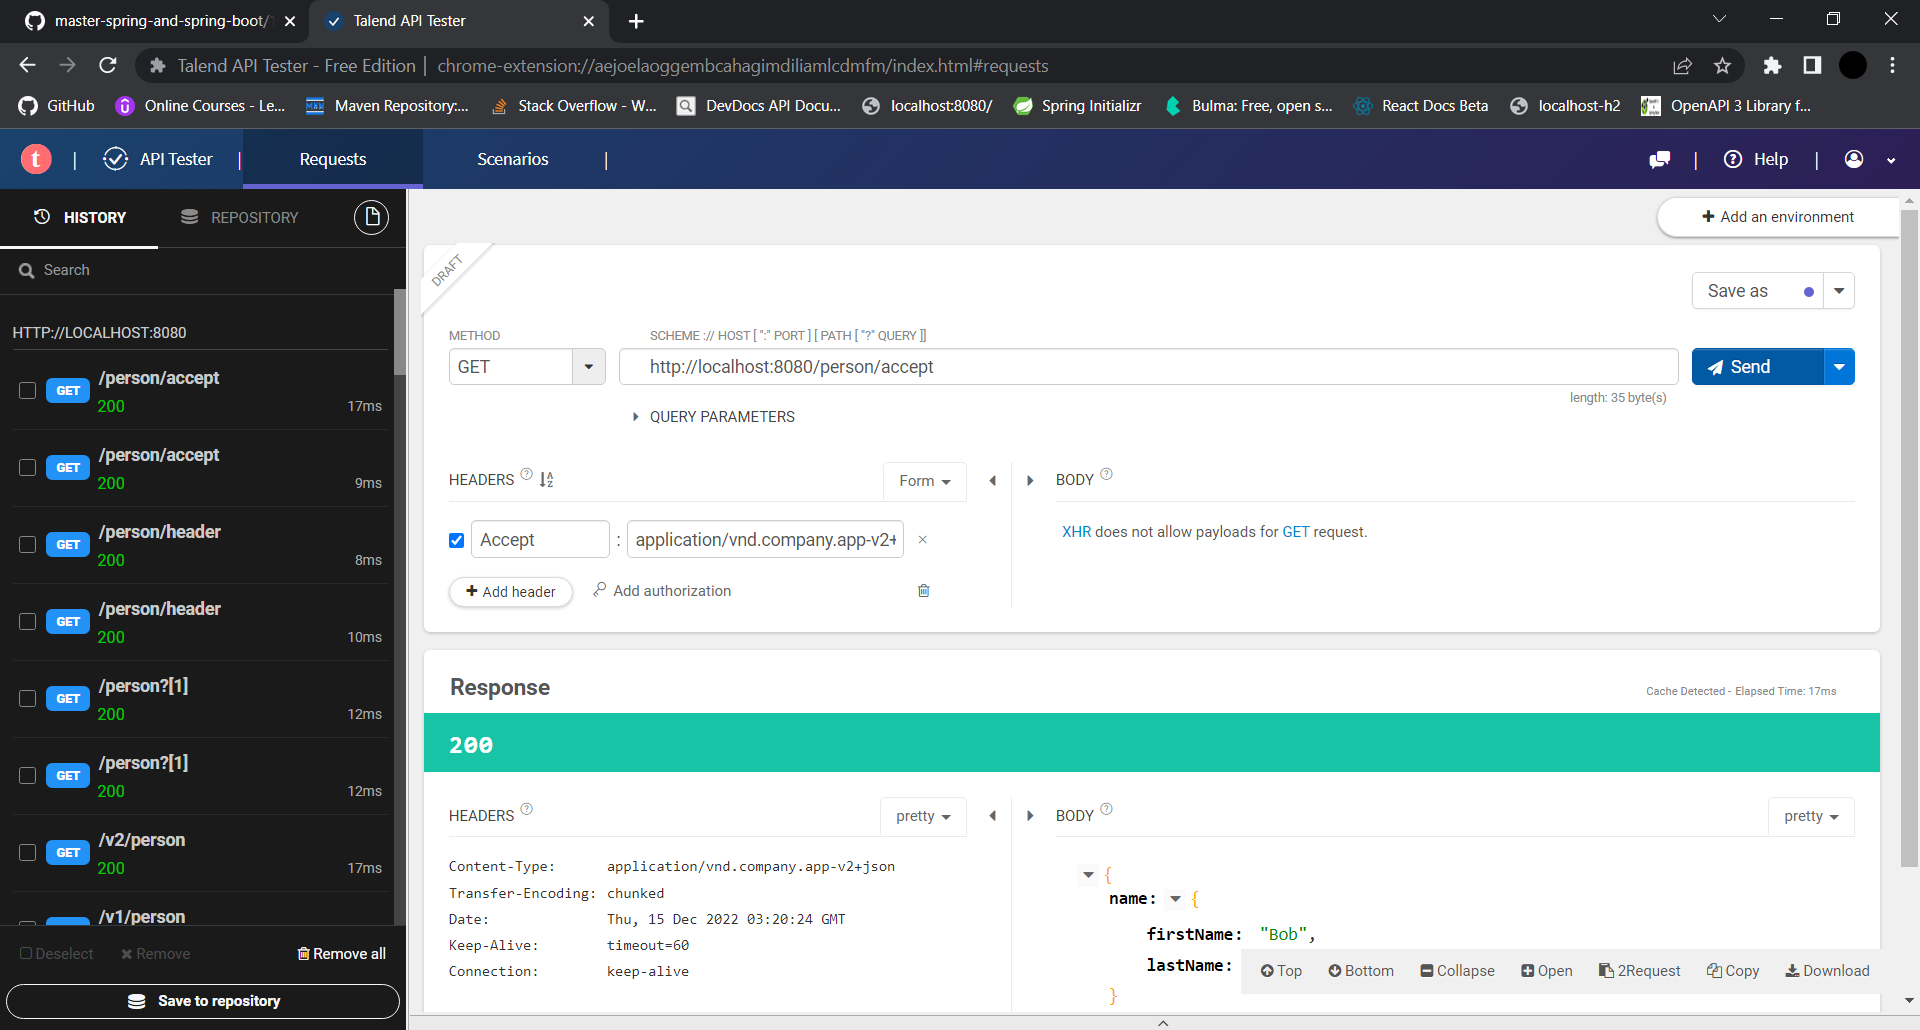 master-spring-and-spring-boot/
Talend API Tester
Talend API Tester - Free Edition | chrome-extension://aejoelaoggembcahagimdiliamlcdmfm/index.html#requests
GitHub
Online Courses - Le...
Maven Repository:...
Stack Overflow - W...
DevDocs API Docu...
localhost:8080/
Spring Initializr
Bulma: Free, open s...
React Docs Beta
localhost-h2
OpenAPI 3 Library f...
t | API Tester | Requests Scenarios | | Help |
HISTORY REPOSITORY
Search
HTTP://LOCALHOST:8080
GET /person/accept
200 17ms
GET /person/accept
200 9ms
GET /person/header
200 8ms
GET /person/header
200 10ms
GET /person?[1]
200 12ms
GET /person?[1]
200 12ms
GET /v2/person
200 17ms
/v1/person
Deselect Remove Remove all
Save to repository
Add an environment
DRAFT
Save as
METHOD SCHEME :// HOST [ ":" PORT ] [ PATH [ "?" QUERY ]]
GET http://localhost:8080/person/accept Send
length: 35 byte(s)
QUERY PARAMETERS
HEADERS ? Form
Accept : application/vnd.company.app-v2+ ×
Add header Add authorization
BODY ?
XHR does not allow payloads for GET request.
Response Cache Detected - Elapsed Time: 17ms
200
HEADERS ? pretty
Content-Type: application/vnd.company.app-v2+json
Transfer-Encoding: chunked
Date: Thu, 15 Dec 2022 03:20:24 GMT
Keep-Alive: timeout=60
Connection: keep-alive
BODY ? pretty
{
name: {
firstName: "Bob",
lastName:
}
Top Bottom Collapse Open 2Request Copy Download